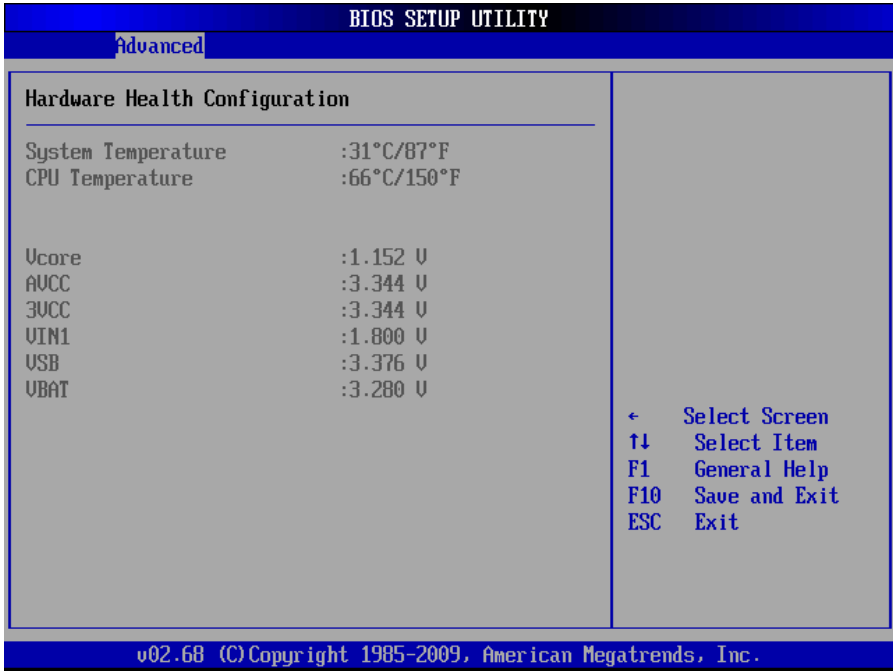 BIOS SETUP UTILITY
Advanced
Hardware Health Configuration
System Temperature :31°C/87°F
CPU Temperature :66°C/150°F
Vcore :1.152 V
AVCC :3.344 V
3VCC :3.344 V
VIN1 :1.800 V
VSB :3.376 V
VBAT :3.280 V
← Select Screen
↑↓ Select Item
F1 General Help
F10 Save and Exit
ESC Exit
v02.68 (C)Copyright 1985-2009, American Megatrends, Inc.